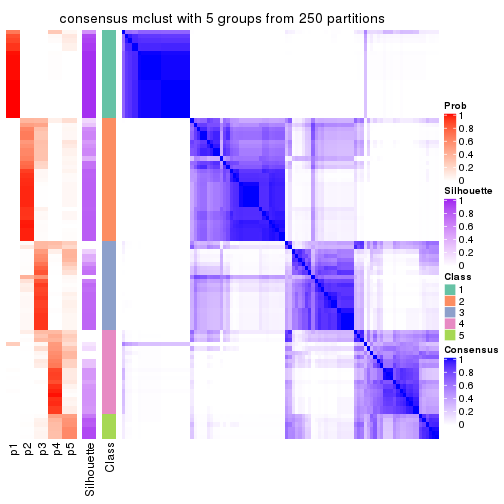 consensus mclust with 5 groups from 250 partitions
Prob
1
0.8
0.6
0.4
0.2
0
Silhouette
1
0.8
0.6
0.4
0.2
0
Class
1
2
3
4
5
Consensus
1
0.8
0.6
0.4
0.2
0
p1
p2
p3
p4
p5
Silhouette
Class